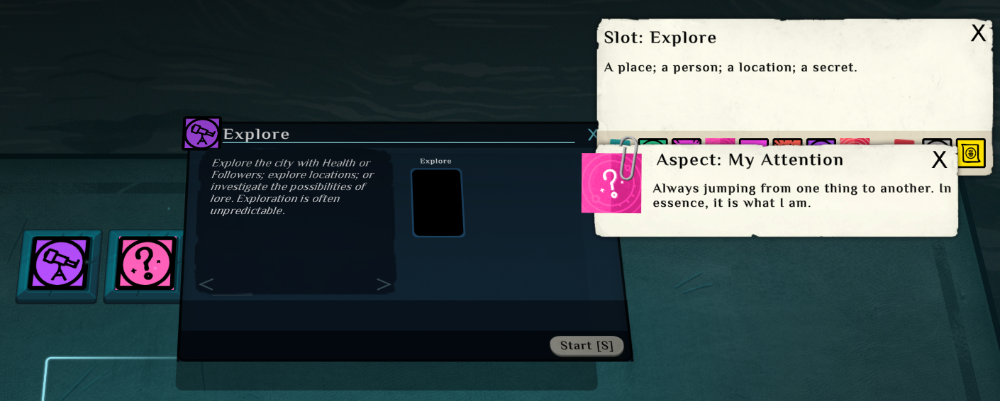 Slot: Explore
X
A place; a person; a location; a secret.
Explore
X
Explore the city with Health or
Followers; explore locations; or
investigate the possibilities of
lore. Exploration is often
unpredictable.
Explore
Aspect: My Attention
X
Always jumping from one thing to another. In
essence, it is what I am.
< >
Start [S]